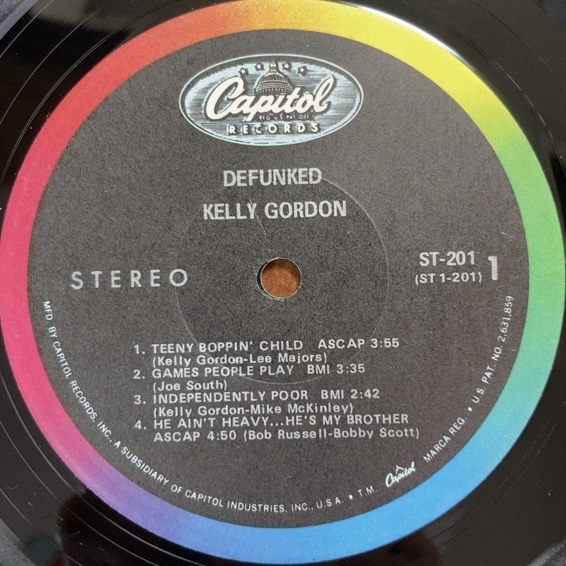 Capitol
REG. U.S. PAT. OFF.
RECORDS
DEFUNKED
KELLY GORDON
STEREO
ST-201
(ST 1-201)
1
1. TEENY BOPPIN' CHILD ASCAP 3:55
(Kelly Gordon-Lee Majors)
2. GAMES PEOPLE PLAY BMI 3:35
(Joe South)
3. INDEPENDENTLY POOR BMI 2:42
(Kelly Gordon-Mike McKinley)
4. HE AIN'T HEAVY...HE'S MY BROTHER
ASCAP 4:50 (Bob Russell-Bobby Scott)
MFD. BY CAPITOL RECORDS, INC., A SUBSIDIARY OF CAPITOL INDUSTRIES, INC., U.S.A. • T.M. Capitol MARCA REG. • U.S. PAT. NO. 2,631,859